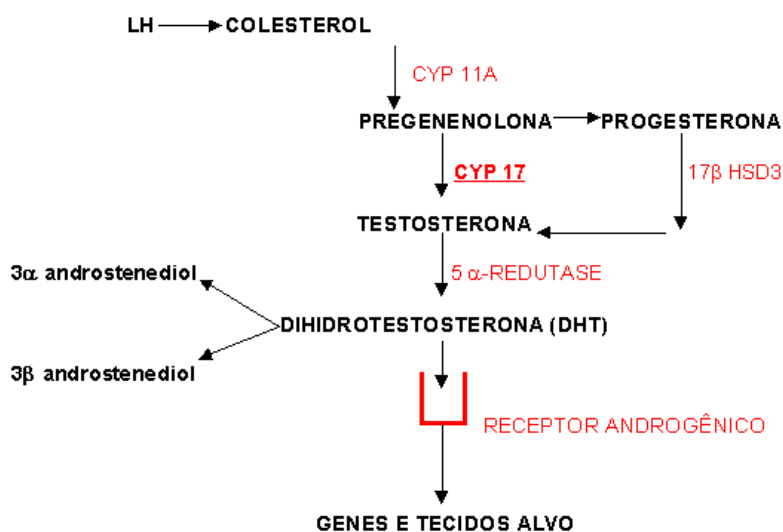 LH COLESTEROL
CYP 11A
PREGENENOLONA PROGESTERONA
CYP 17 17β HSD3
TESTOSTERONA
5 α-REDUTASE
3α androstenediol
DIHIDROTESTOSTERONA (DHT)
3β androstenediol
RECEPTOR ANDROGÊNICO
GENES E TECIDOS ALVO